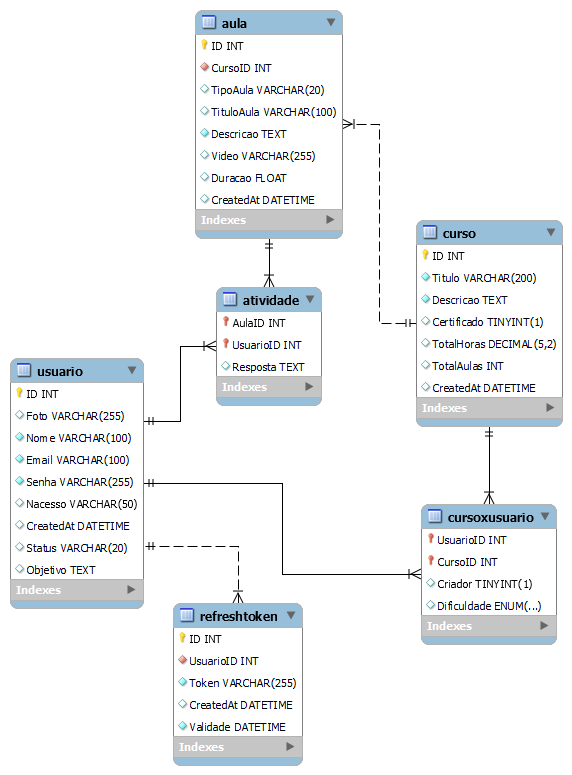 aula
ID INT
CursoID INT
TipoAula VARCHAR(20)
TituloAula VARCHAR(100)
Descricao TEXT
Video VARCHAR(255)
Duracao FLOAT
CreatedAt DATETIME
Indexes
curso
ID INT
Titulo VARCHAR(200)
Descricao TEXT
Certificado TINYINT(1)
TotalHoras DECIMAL(5,2)
TotalAulas INT
CreatedAt DATETIME
Indexes
atividade
AulaID INT
UsuarioID INT
Resposta TEXT
Indexes
usuario
ID INT
Foto VARCHAR(255)
Nome VARCHAR(100)
Email VARCHAR(100)
Senha VARCHAR(255)
Nacesso VARCHAR(50)
CreatedAt DATETIME
Status VARCHAR(20)
Objetivo TEXT
Indexes
cursoxusuario
UsuarioID INT
CursoID INT
Criador TINYINT(1)
Dificuldade ENUM(...)
Indexes
refreshtoken
ID INT
UsuarioID INT
Token VARCHAR(255)
CreatedAt DATETIME
Validade DATETIME
Indexes